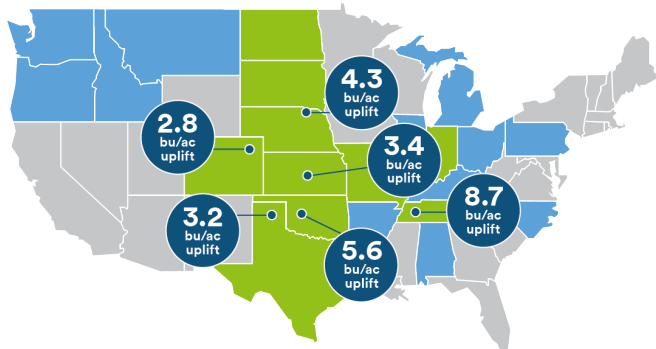 4.3
bu/ac
uplift
2.8
bu/ac
uplift
3.4
bu/ac
uplift
8.7
bu/ac
uplift
3.2
bu/ac
uplift
5.6
bu/ac
uplift